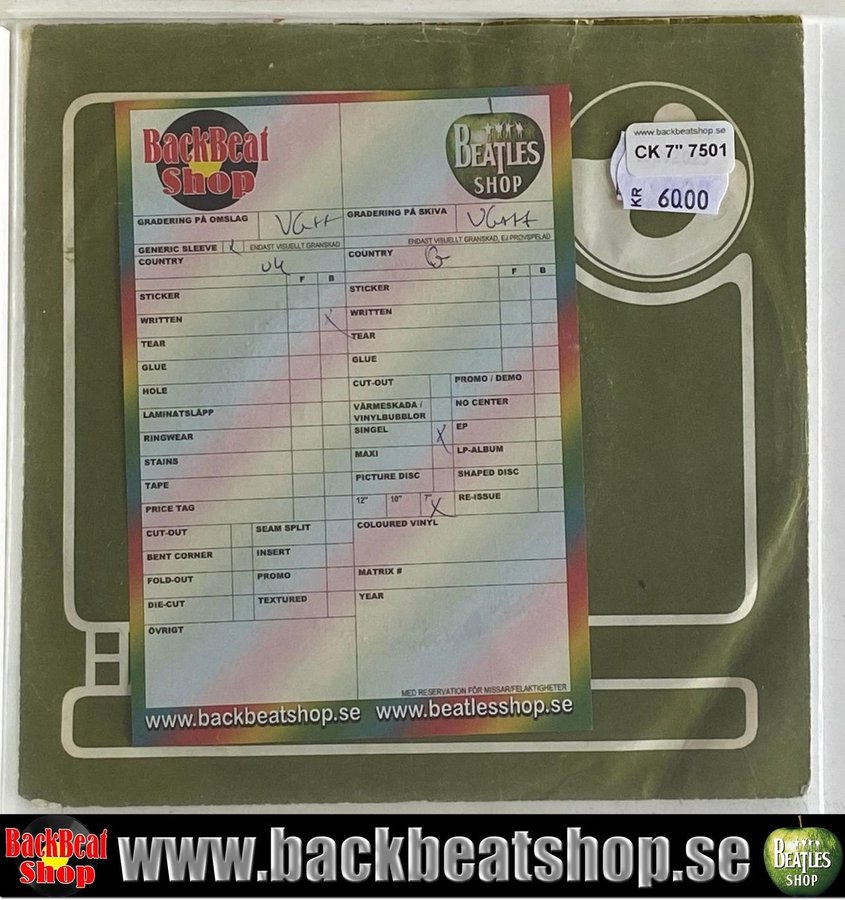 www.backbeatshop.se
CK 7" 7501
KR 60.00
BackBeat
Shop
BEATLES
SHOP
GRADERING PÅ OMSLAG VG++
GRADERING PÅ SKIVA VG+++
GENERIC SLEEVE
ENDAST VISUELLT GRANSKAD
ENDAST VISUELLT GRANSKAD, EJ PROVSPELAD
COUNTRY UK
COUNTRY
F B
F B
STICKER
STICKER
WRITTEN X
WRITTEN
TEAR
TEAR
GLUE
GLUE
HOLE
CUT-OUT
PROMO / DEMO
LAMINATSLÄPP
VÄRMESKADA /
VINYLBUBBLOR
NO CENTER
RINGWEAR
SINGEL X
EP
STAINS
MAXI
LP-ALBUM
TAPE
PICTURE DISC
SHAPED DISC
PRICE TAG
12" 10" 7" X
RE-ISSUE
CUT-OUT
SEAM SPLIT
COLOURED VINYL
BENT CORNER
INSERT
FOLD-OUT
PROMO
MATRIX #
DIE-CUT
TEXTURED
YEAR
ÖVRIGT
MED RESERVATION FÖR MISSAR/FELAKTIGHETER
www.backbeatshop.se www.beatlesshop.se
BackBeat
Shop
www.backbeatshop.se
BEATLES
SHOP